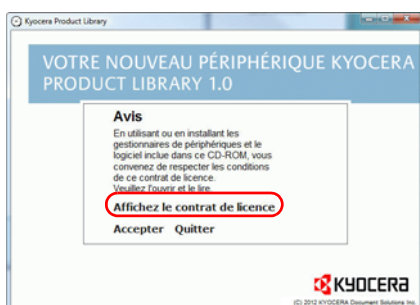 Kyocera Product Library
VOTRE NOUVEAU PÉRIPHÉRIQUE KYOCERA
PRODUCT LIBRARY 1.0
Avis
En utilisant ou en installant les
gestionnaires de périphériques et le
logiciel inclue dans ce CD-ROM, vous
convenez de respecter les conditions
de ce contrat de licence.
Veuillez l'ouvrir et le lire.
Affichez le contrat de licence
Accepter Quitter
KYOCERA
(C) 2012 KYOCERA Document Solutions Inc.